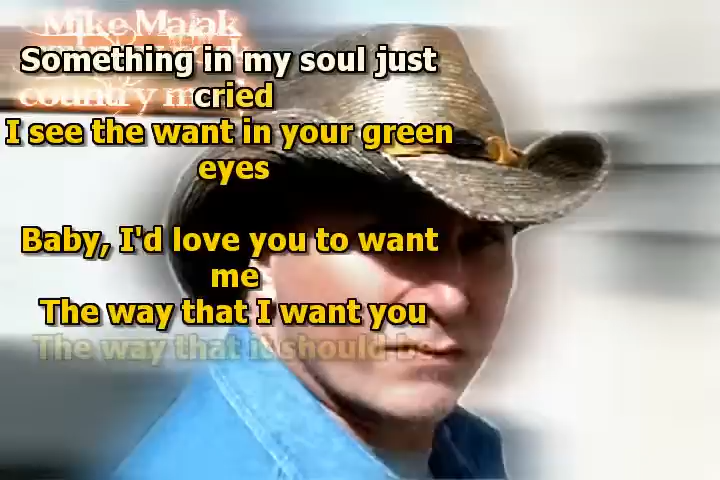 Mike Maják
country m
Something in my soul just
cried
I see the want in your green
eyes
Baby, I'd love you to want
me
The way that I want you
The way that it should be